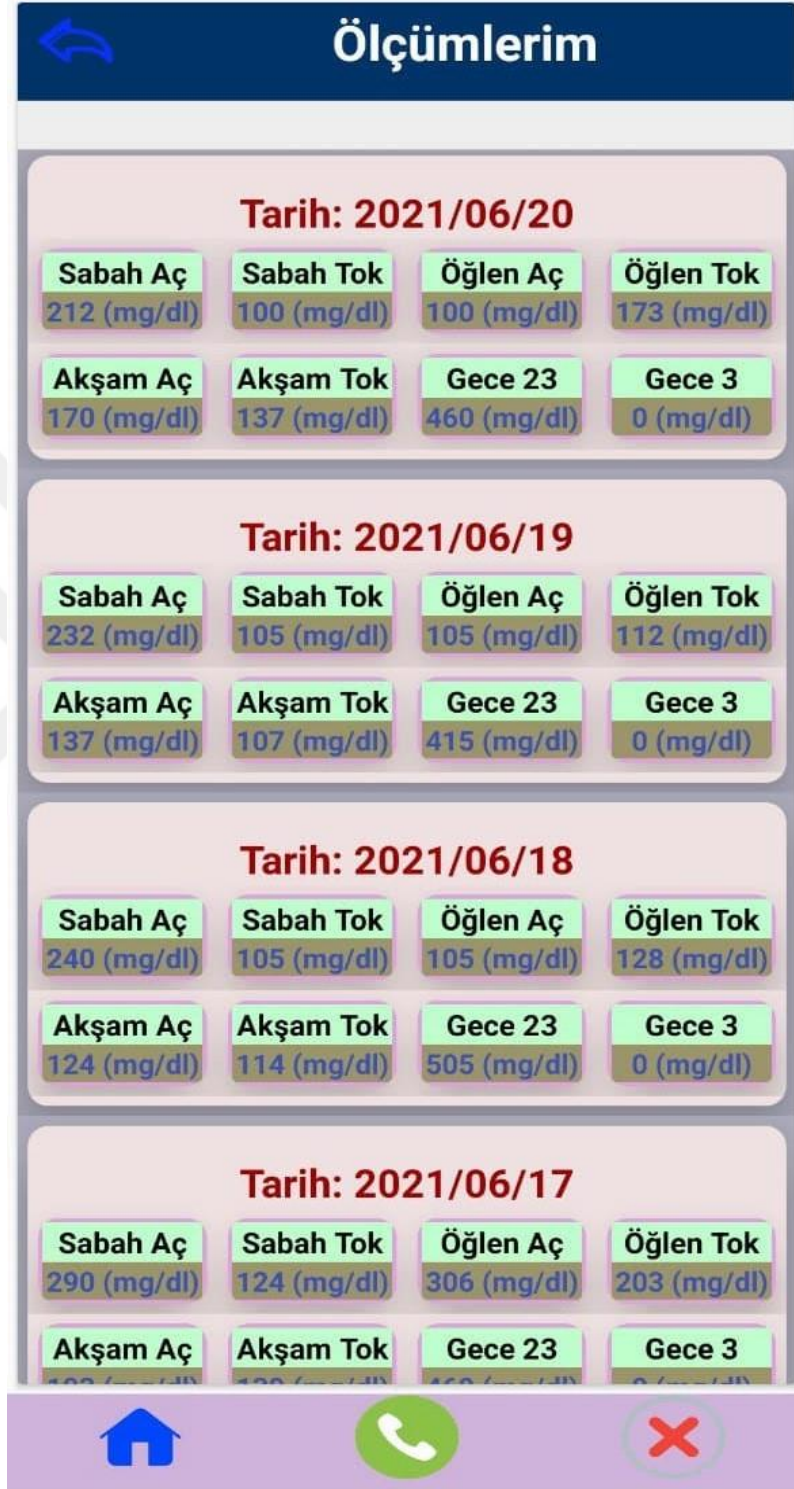 Ölçümlerim
Tarih: 2021/06/20
Sabah Aç Sabah Tok Öğlen Aç Öğlen Tok
212 (mg/dl) 100 (mg/dl) 100 (mg/dl) 173 (mg/dl)
Akşam Aç Akşam Tok Gece 23 Gece 3
170 (mg/dl) 137 (mg/dl) 460 (mg/dl) 0 (mg/dl)
Tarih: 2021/06/19
Sabah Aç Sabah Tok Öğlen Aç Öğlen Tok
232 (mg/dl) 105 (mg/dl) 105 (mg/dl) 112 (mg/dl)
Akşam Aç Akşam Tok Gece 23 Gece 3
137 (mg/dl) 107 (mg/dl) 415 (mg/dl) 0 (mg/dl)
Tarih: 2021/06/18
Sabah Aç Sabah Tok Öğlen Aç Öğlen Tok
240 (mg/dl) 105 (mg/dl) 105 (mg/dl) 128 (mg/dl)
Akşam Aç Akşam Tok Gece 23 Gece 3
124 (mg/dl) 114 (mg/dl) 505 (mg/dl) 0 (mg/dl)
Tarih: 2021/06/17
Sabah Aç Sabah Tok Öğlen Aç Öğlen Tok
290 (mg/dl) 124 (mg/dl) 306 (mg/dl) 203 (mg/dl)
Akşam Aç Akşam Tok Gece 23 Gece 3